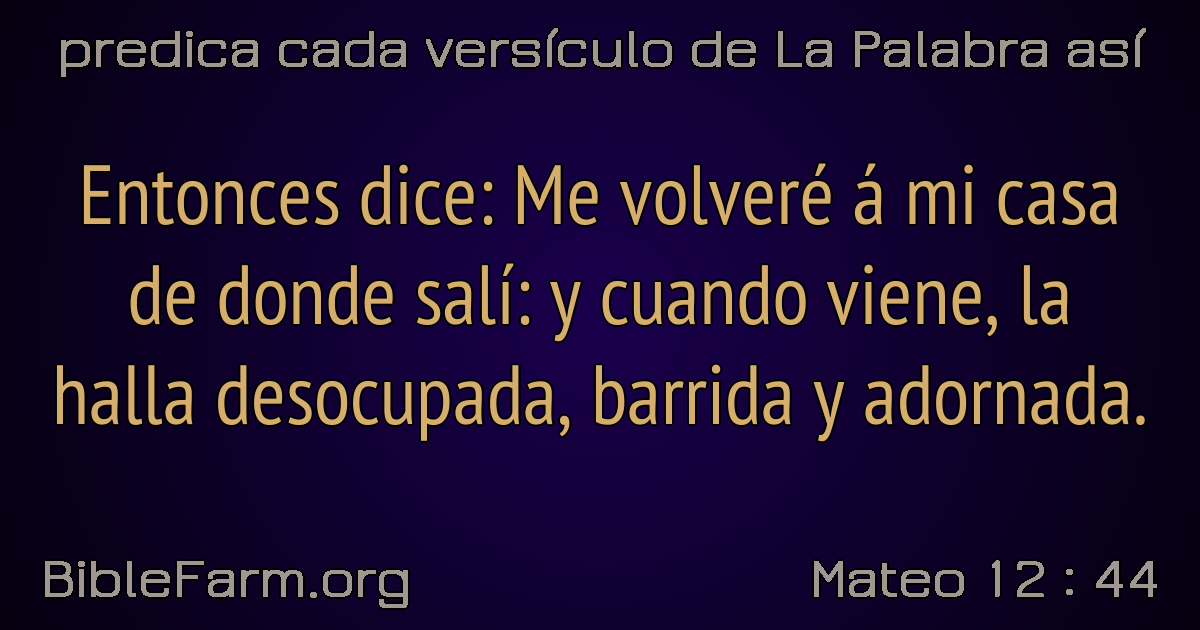 predica cada versículo de La Palabra así
Entonces dice: Me volveré á mi casa
de donde salí: y cuando viene, la
halla desocupada, barrida y adornada.
BibleFarm.org
Mateo 12 : 44